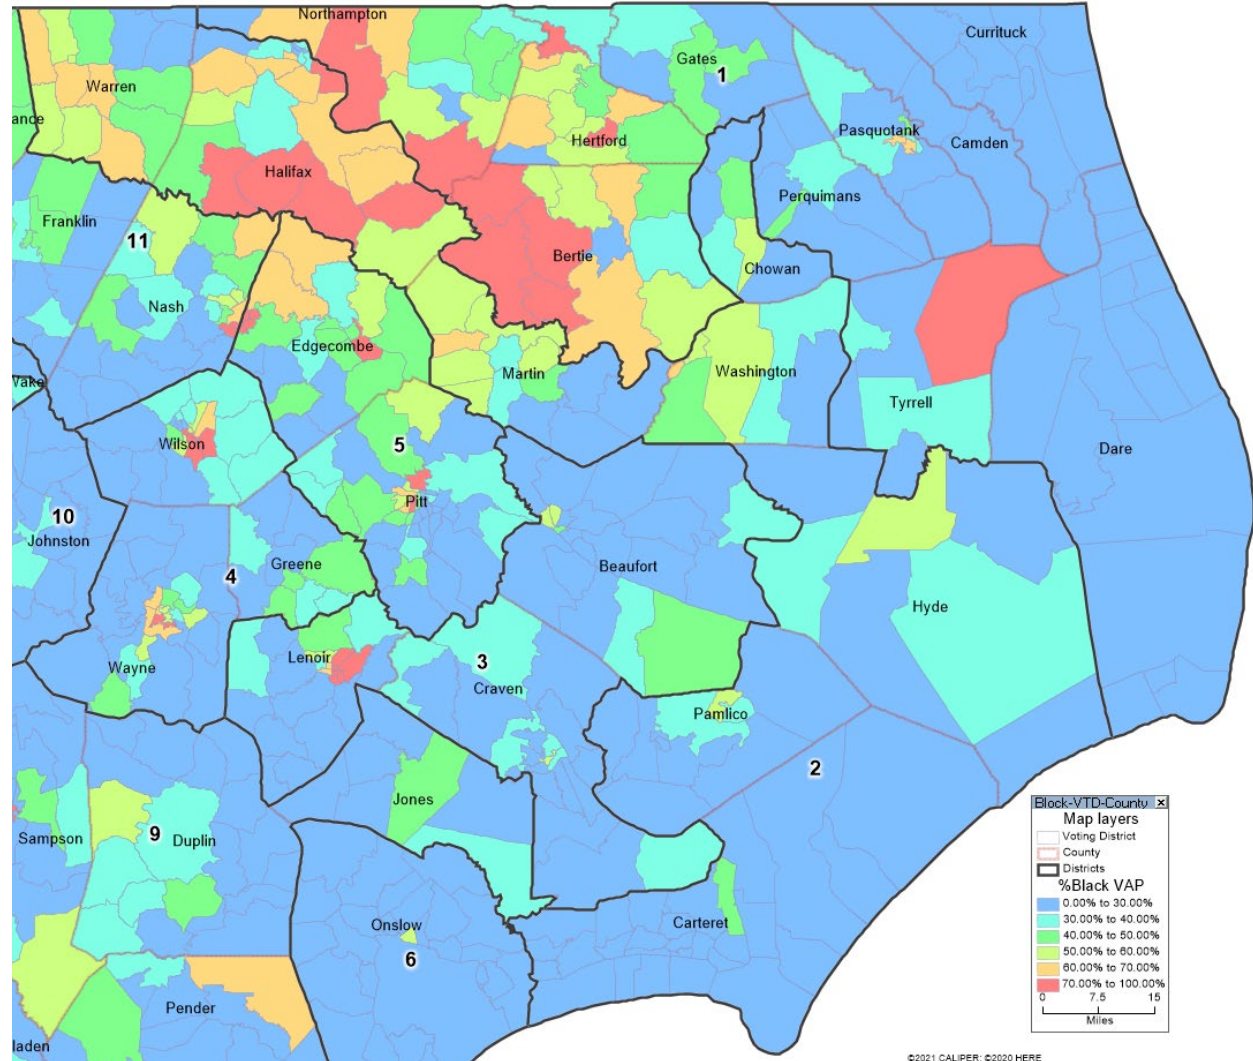 Northampton
Currituck
Gates
1
Warren
ance
Hertford
Pasquotank
Camden
Halifax
Perquimans
Franklin
11
Bertie
Chowan
Nash
Edgecombe
Martin
Washington
Wake
Tyrrell
Wilson
5
Dare
Pitt
10
Johnston
Greene
Beaufort
4
Hyde
Lenoir
Wayne
3
Craven
Pamlico
2
Jones
Sampson
9
Duplin
Onslow
Carteret
6
Pender
laden
Block-VTD-County x
Map layers
Voting District
County
Districts
%Black VAP
0.00% to 30.00%
30.00% to 40.00%
40.00% to 50.00%
50.00% to 60.00%
60.00% to 70.00%
70.00% to 100.00%
0 7.5 15
Miles
©2021 CALIPER; ©2020 HERE